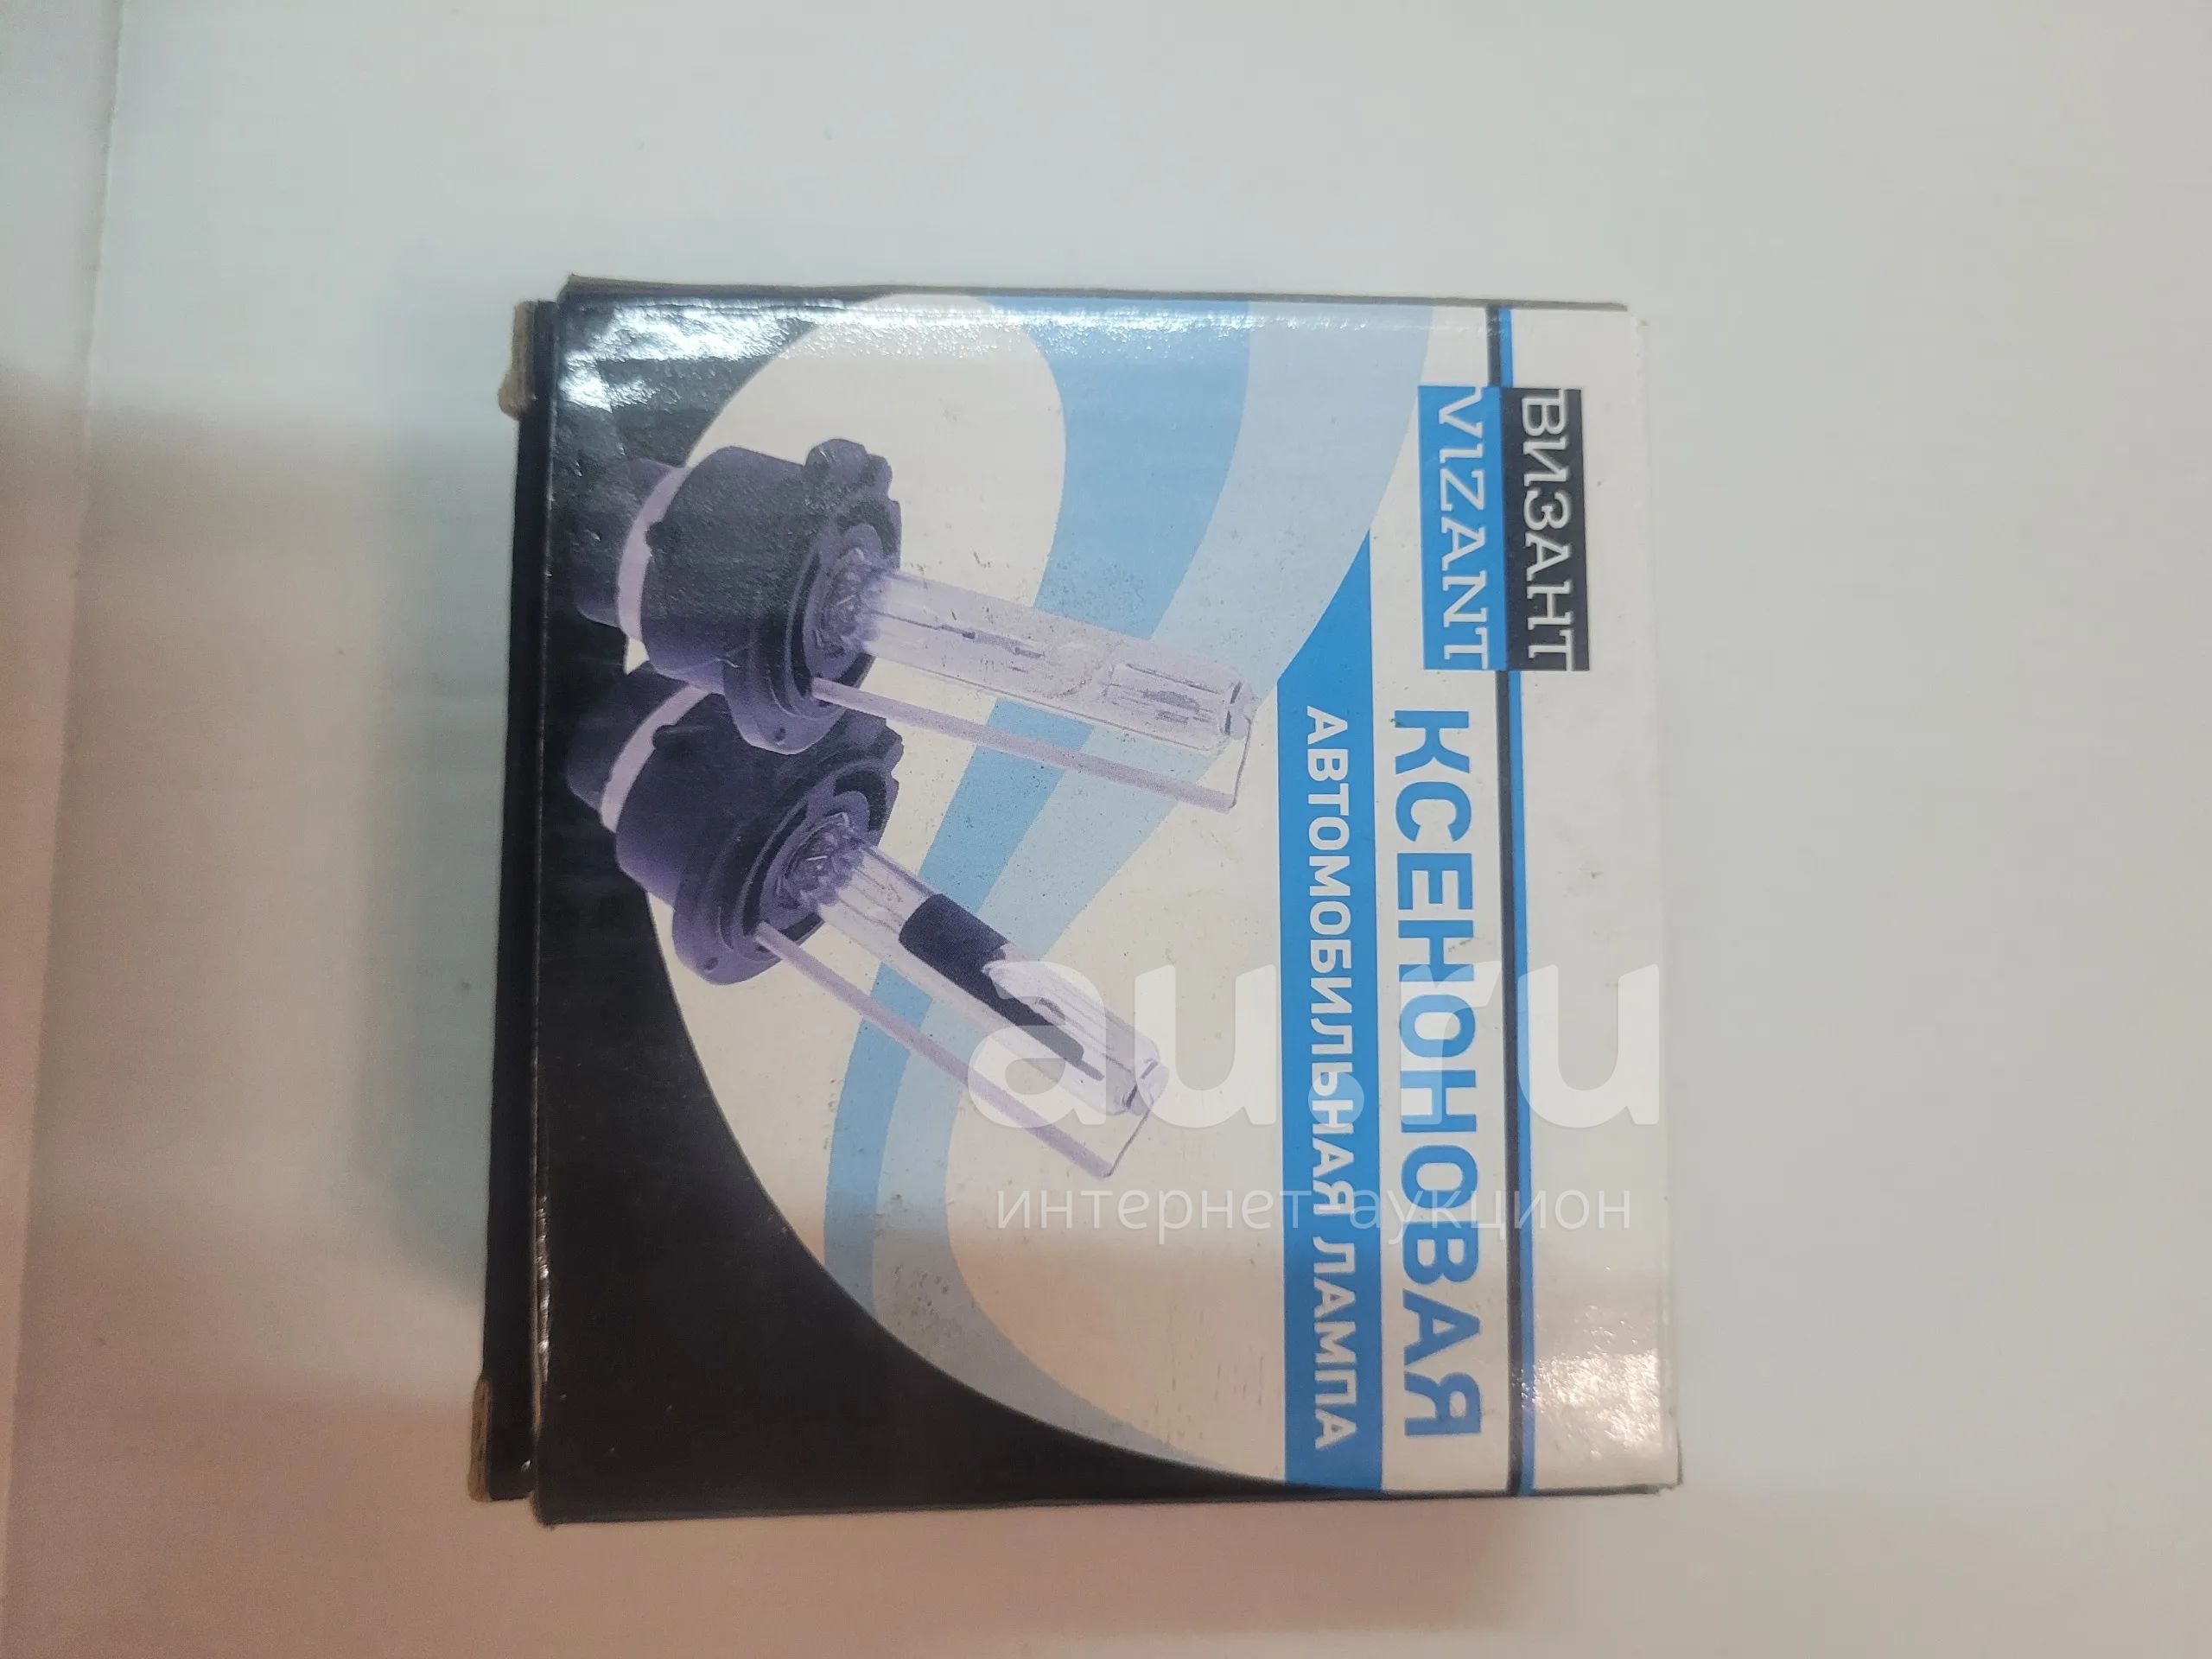 ВИЗАНТ
VIZANT
КСЕНОНОВАЯ
АВТОМОБИЛЬНАЯ ЛАМПА
au.ru
интернет аукцион